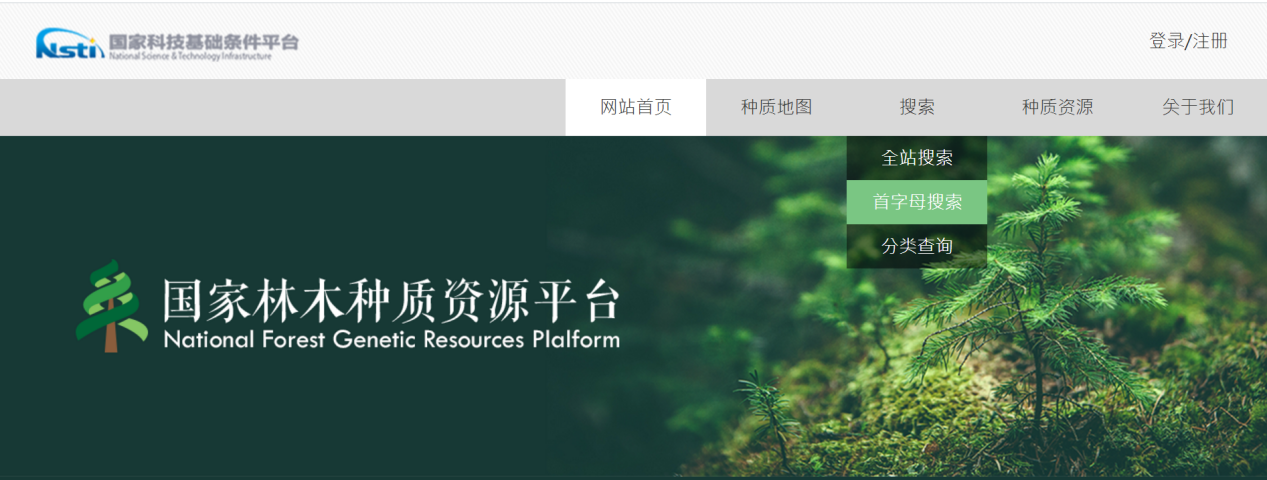 Nsti 国家科技基础条件平台
National Science & Technology Infrastructure
登录/注册
网站首页 种质地图 搜索 种质资源 关于我们
全站搜索
首字母搜索
分类查询
国家林木种质资源平台
National Forest Genetic Resources Plalform